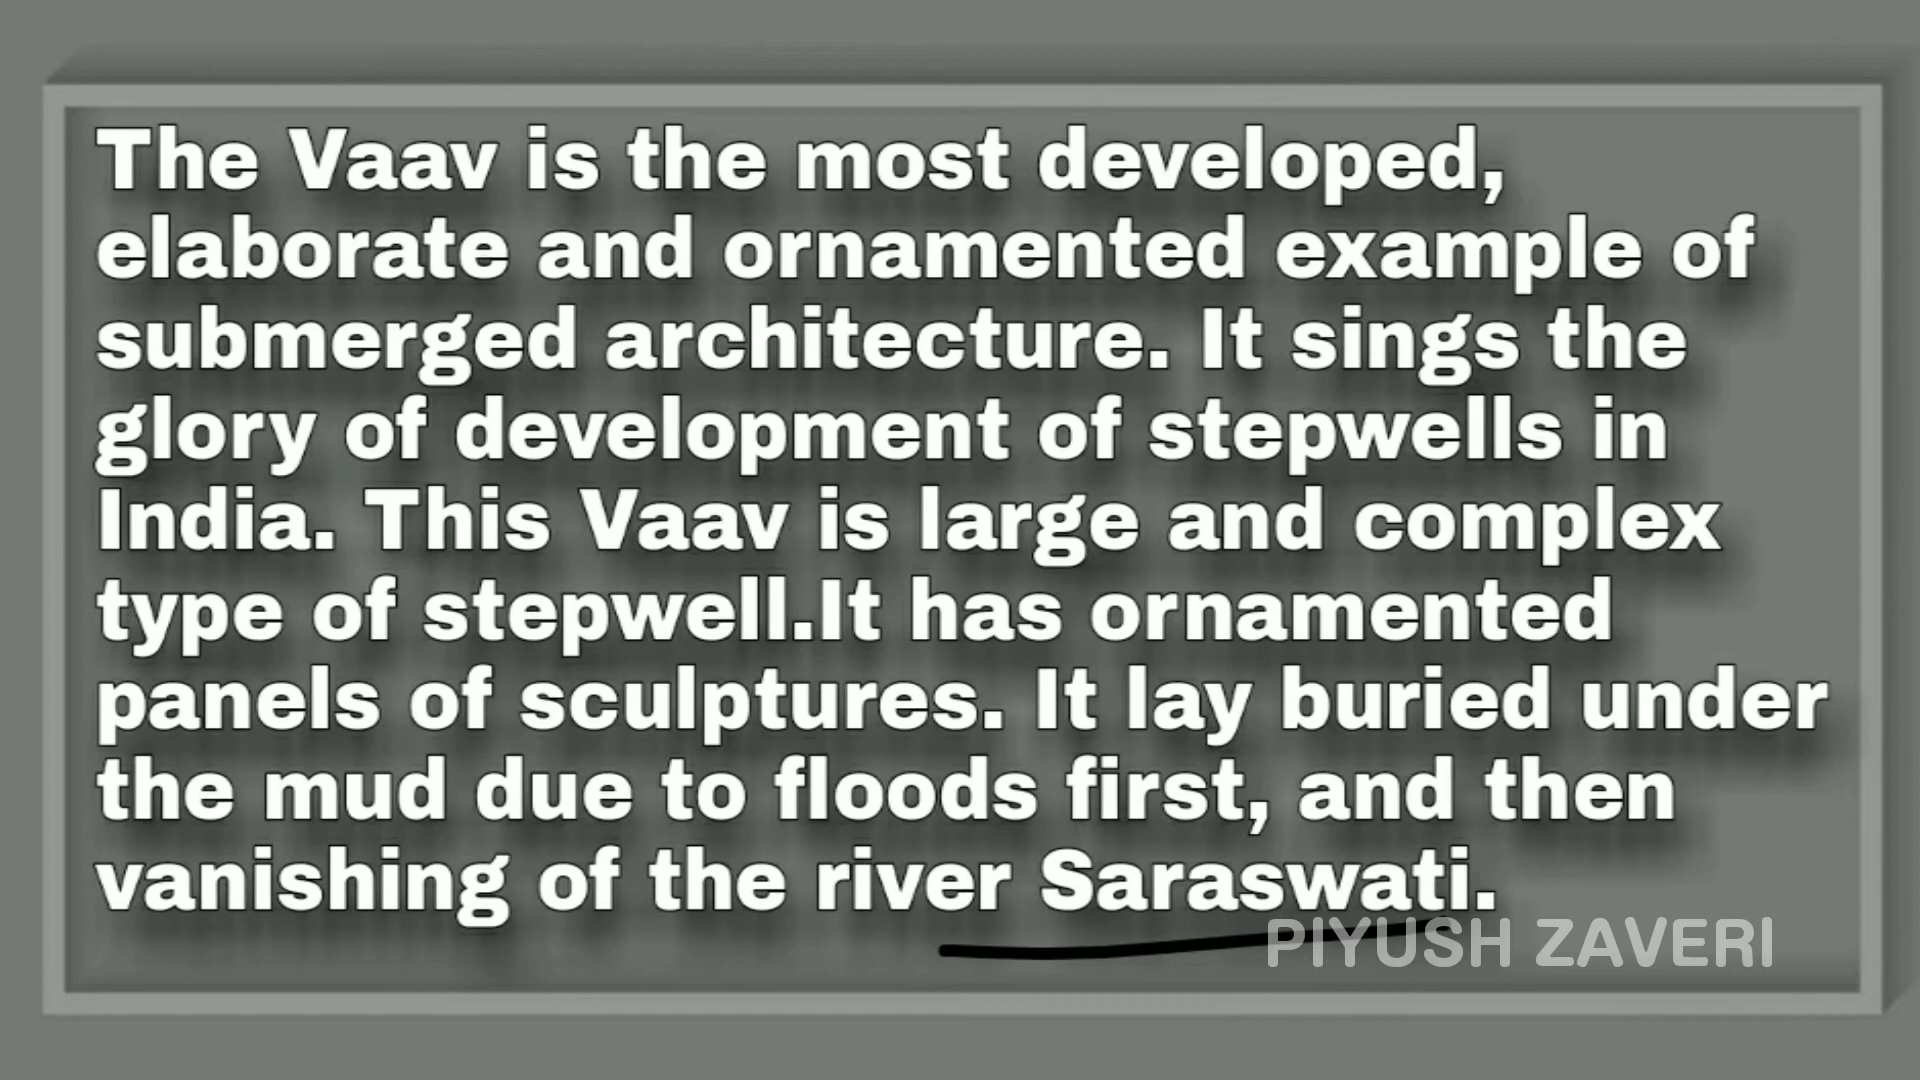 The Vaav is the most developed,
elaborate and ornamented example of
submerged architecture. It sings the
glory of development of stepwells in
India. This Vaav is large and complex
type of stepwell.It has ornamented
panels of sculptures. It lay buried under
the mud due to floods first, and then
vanishing of the river Saraswati.
PIYUSH ZAVERI